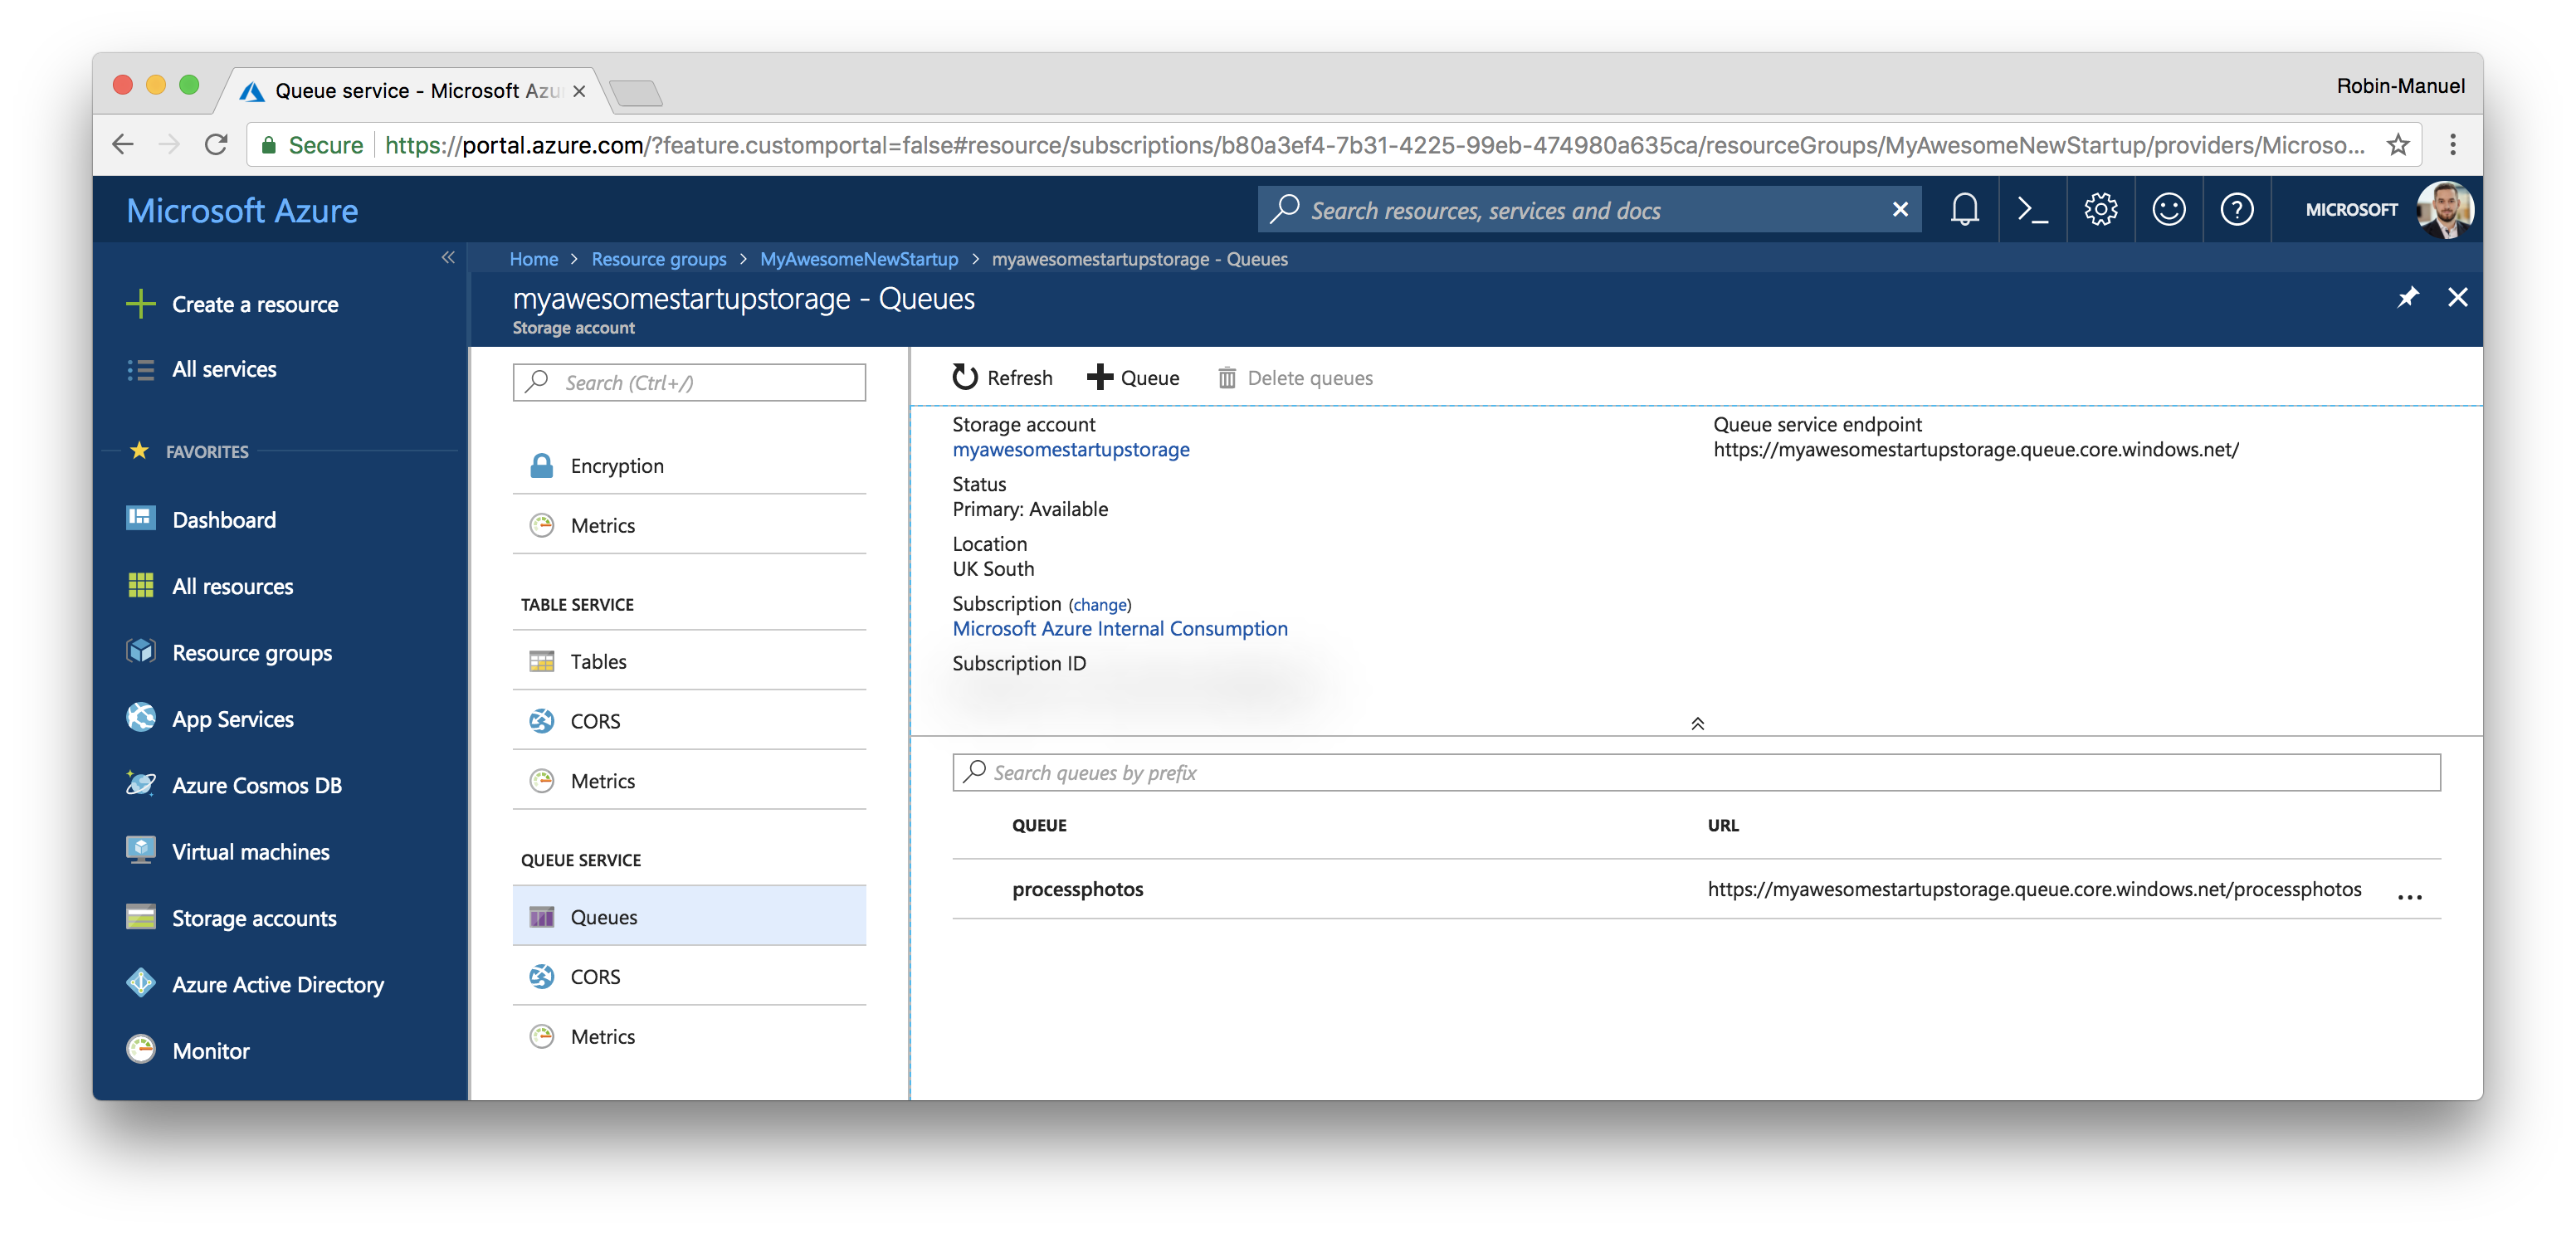 Queue service - Microsoft Azu
Robin-Manuel
Secure https://portal.azure.com/?feature.customportal=false#resource/subscriptions/b80a3ef4-7b31-4225-99eb-474980a635ca/resourceGroups/MyAwesomeNewStartup/providers/Microso...
Microsoft Azure
Search resources, services and docs
MICROSOFT
Home > Resource groups > MyAwesomeNewStartup > myawesomestartupstorage - Queues
myawesomestartupstorage - Queues
Storage account
Create a resource
All services
FAVORITES
Dashboard
All resources
Resource groups
App Services
Azure Cosmos DB
Virtual machines
Storage accounts
Azure Active Directory
Monitor
Search (Ctrl+/)
Encryption
Metrics
TABLE SERVICE
Tables
CORS
Metrics
QUEUE SERVICE
Queues
CORS
Metrics
Refresh Queue Delete queues
Storage account
myawesomestartupstorage
Status
Primary: Available
Location
UK South
Subscription (change)
Microsoft Azure Internal Consumption
Subscription ID
Queue service endpoint
https://myawesomestartupstorage.queue.core.windows.net/
Search queues by prefix
QUEUE URL
processphotos https://myawesomestartupstorage.queue.core.windows.net/processphotos ...